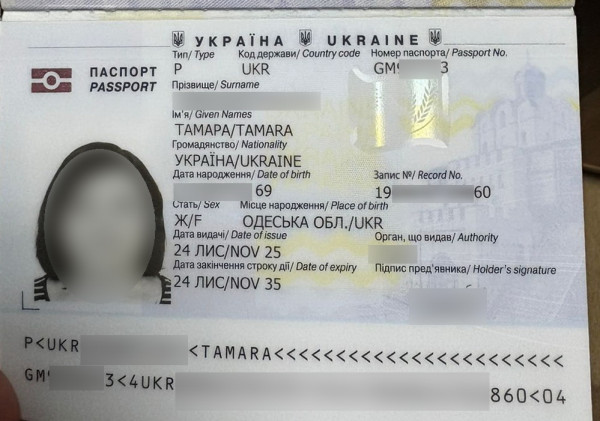 УКРАЇНА UKRAINE
ПАСПОРТ
PASSPORT
Тип/ Type Код держави/ Country code Номер паспорта/ Passport No.
P UKR GM9 3
Прізвище/ Surname
Ім'я/ Given Names
ТАМАРА/TAMARA
Громадянство/ Nationality
УКРАЇНА/UKRAINE
Дата народження/ Date of birth Запис №/ Record No.
69 19 60
Стать/ Sex Місце народження/ Place of birth
Ж/F ОДЕСЬКА ОБЛ./UKR
Дата видачі/ Date of issue Орган, що видав/ Authority
24 ЛИС/NOV 25
Дата закінчення строку дії/ Date of expiry Підпис пред'явника/ Holder's signature
24 ЛИС/NOV 35
P<UKR <TAMARA<<<<<<<<<<<<<<<<<<<<<<<
GM9 3<4UKR 860<04